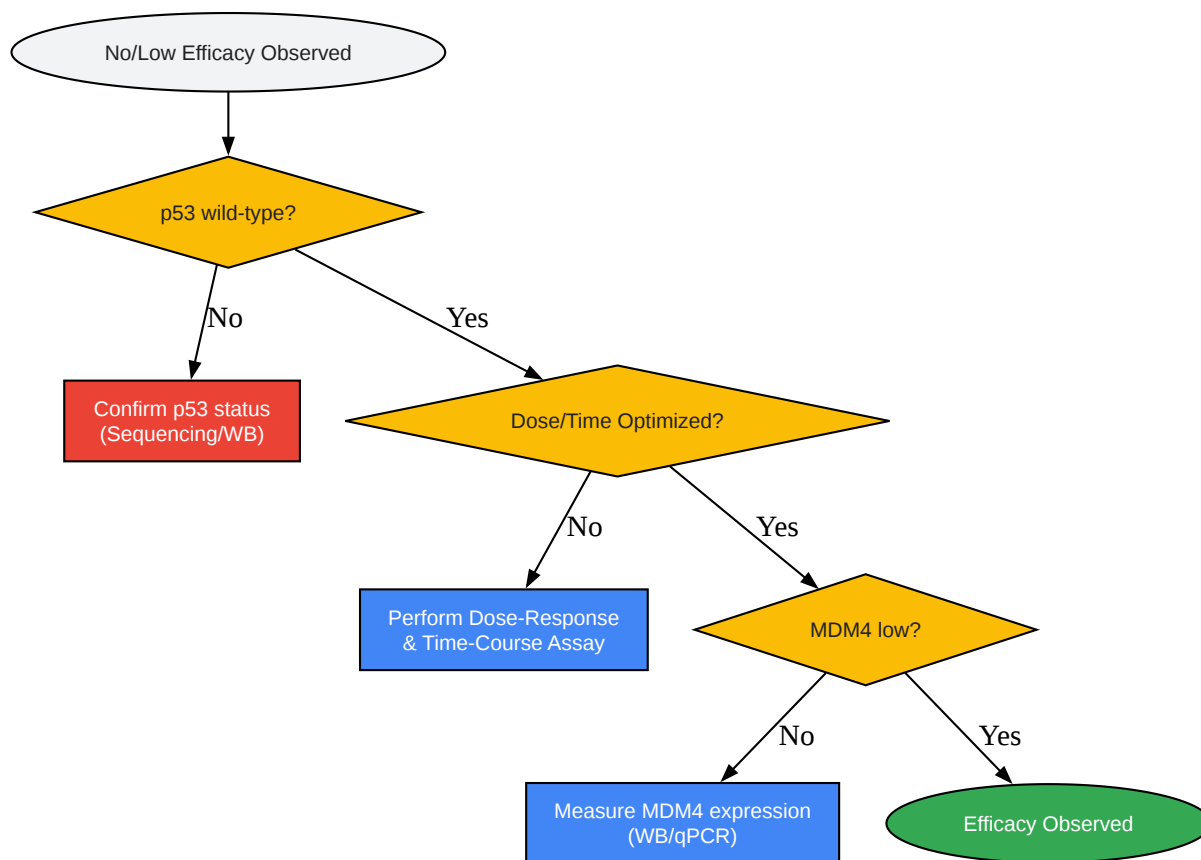 No/Low Efficacy Observed
p53 wild-type?
No
Yes
Confirm p53 status
(Sequencing/WB)
Dose/Time Optimized?
No
Yes
Perform Dose-Response
& Time-Course Assay
MDM4 low?
No
Yes
Measure MDM4 expression
(WB/qPCR)
Efficacy Observed